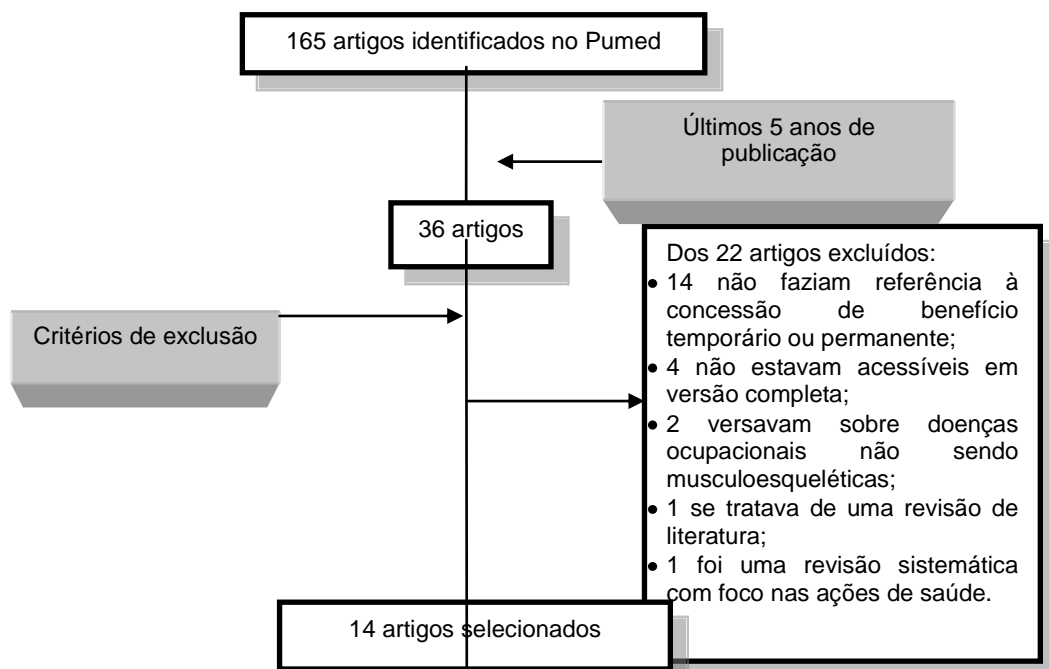 165 artigos identificados no Pumed
Últimos 5 anos de
publicação
36 artigos
Critérios de exclusão
Dos 22 artigos excluídos:
• 14 não faziam referência à
concessão de benefício
temporário ou permanente;
• 4 não estavam acessíveis em
versão completa;
• 2 versavam sobre doenças
ocupacionais não sendo
musculoesqueléticas;
• 1 se tratava de uma revisão de
literatura;
• 1 foi uma revisão sistemática
com foco nas ações de saúde.
14 artigos selecionados